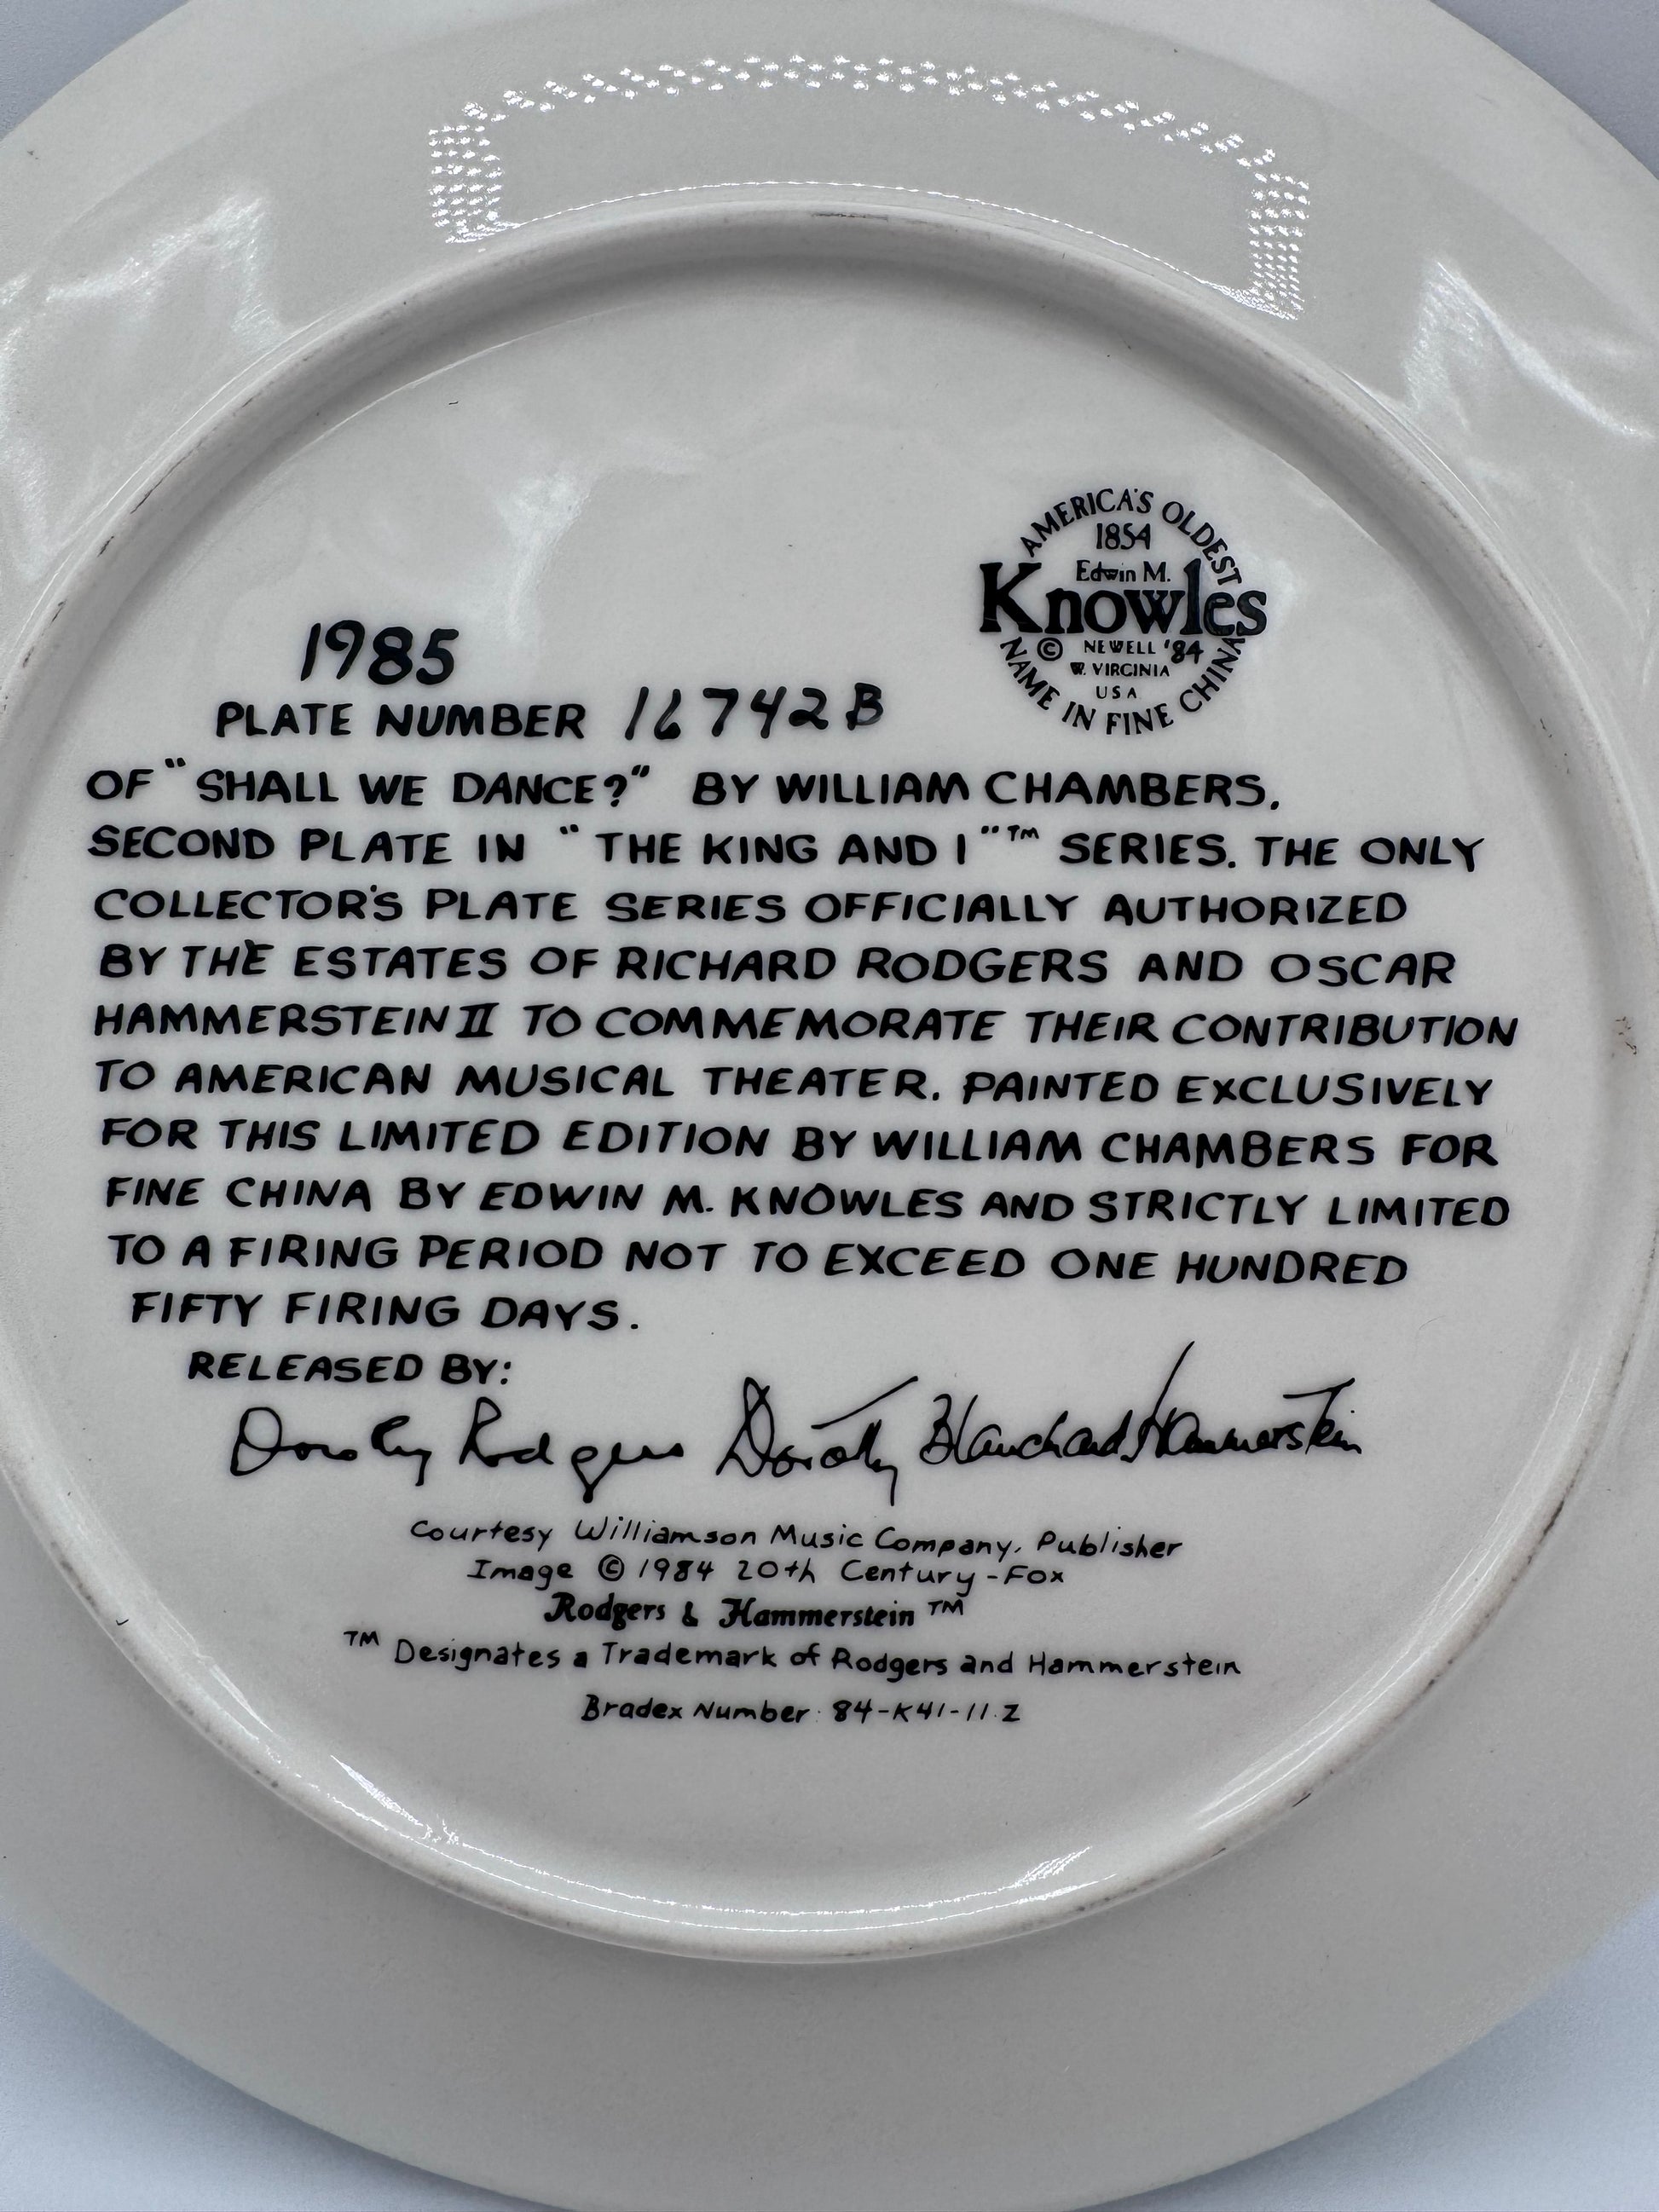 AMERICA'S OLDEST
1854
Edwin M.
Knowles
© NEWELL '84
W. VIRGINIA
USA
NAME IN FINE CHINA
1985
PLATE NUMBER 16742B
OF "SHALL WE DANCE?" BY WILLIAM CHAMBERS.
SECOND PLATE IN "THE KING AND I"™ SERIES. THE ONLY
COLLECTOR'S PLATE SERIES OFFICIALLY AUTHORIZED
BY THE ESTATES OF RICHARD RODGERS AND OSCAR
HAMMERSTEIN II TO COMMEMORATE THEIR CONTRIBUTION
TO AMERICAN MUSICAL THEATER. PAINTED EXCLUSIVELY
FOR THIS LIMITED EDITION BY WILLIAM CHAMBERS FOR
FINE CHINA BY EDWIN M. KNOWLES AND STRICTLY LIMITED
TO A FIRING PERIOD NOT TO EXCEED ONE HUNDRED
FIFTY FIRING DAYS.
RELEASED BY:
Dorothy Rodgers Dorothy Blanchard Hammerstein
Courtesy Williamson Music Company, Publisher
Image © 1984 20th Century-Fox
Rodgers & Hammerstein™
™ Designates a Trademark of Rodgers and Hammerstein
Bradex Number: 84-K41-11.2